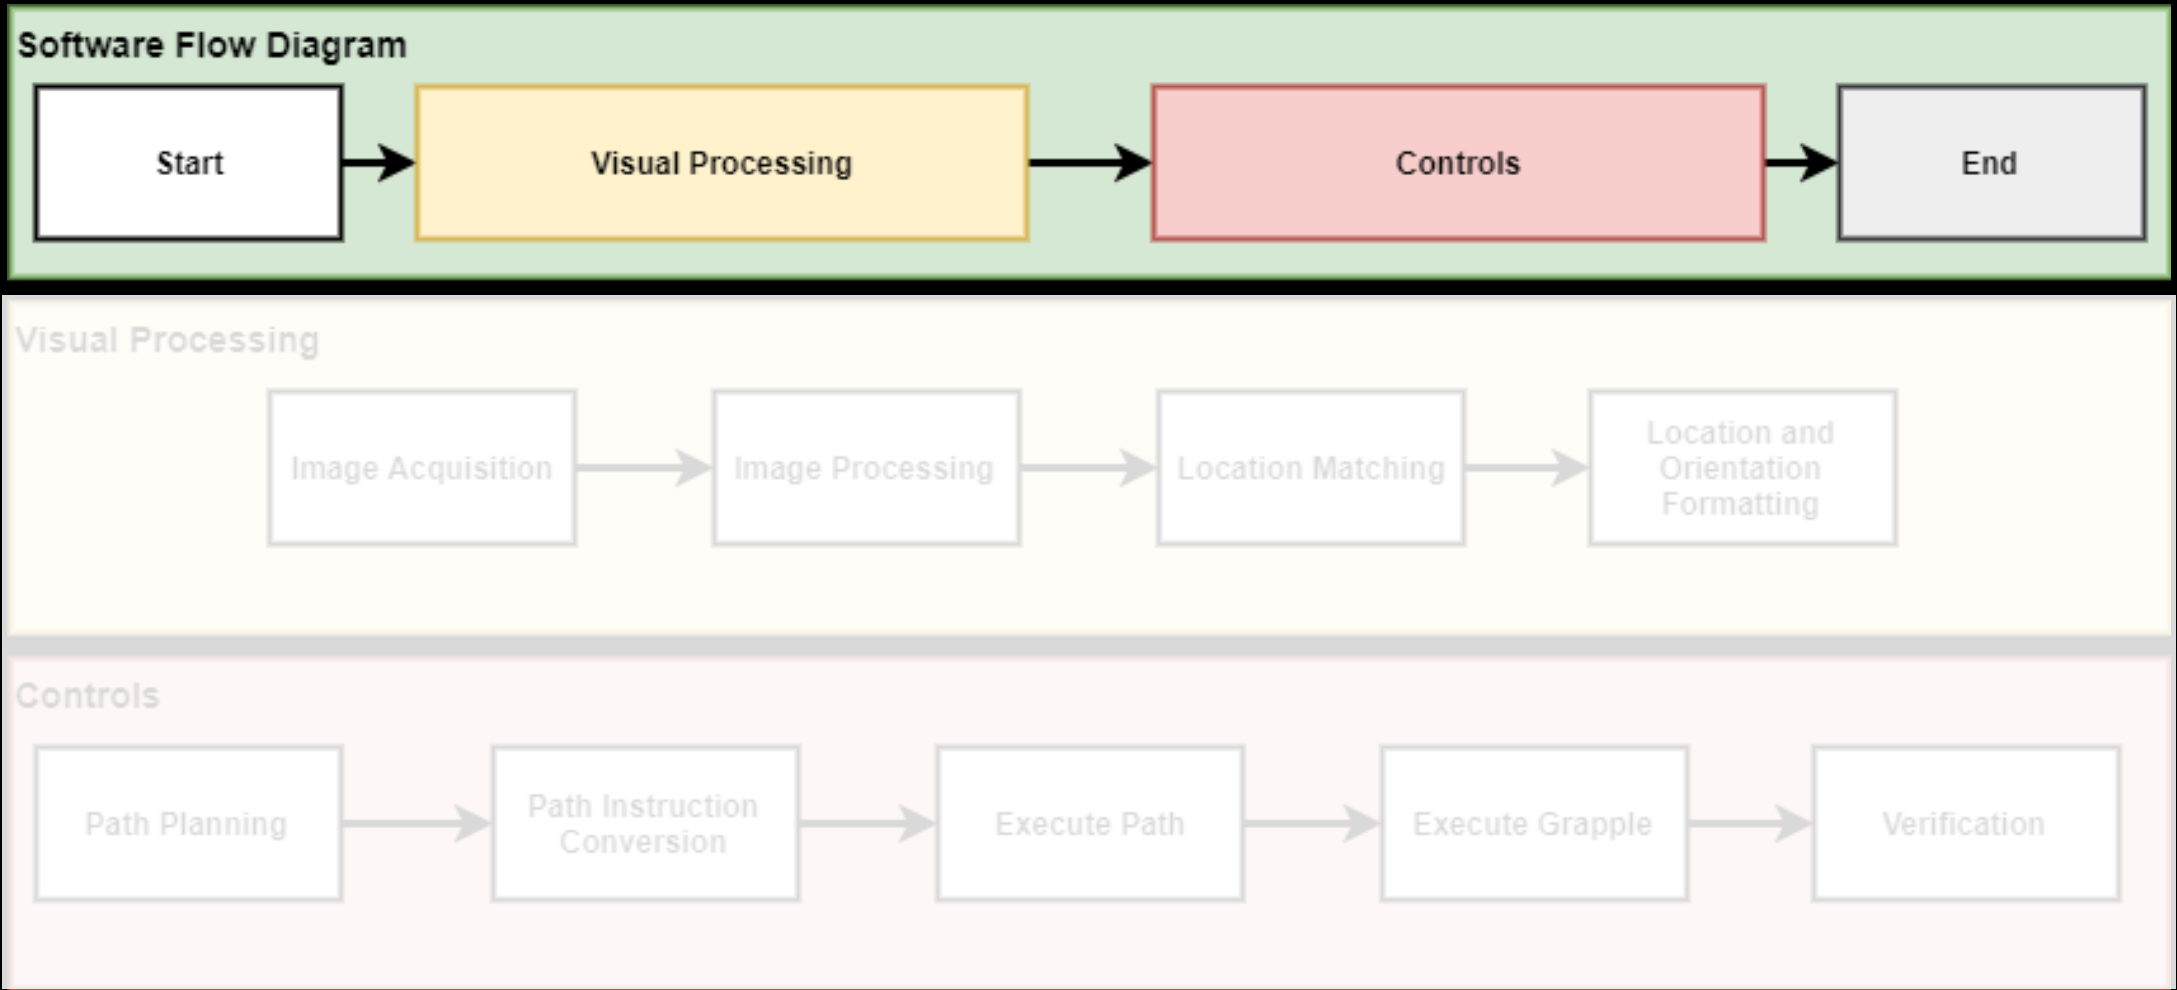 Software Flow Diagram
Start
Visual Processing
Controls
End
Visual Processing
Image Acquisition
Image Processing
Location Matching
Location and
Orientation
Formatting
Controls
Path Planning
Path Instruction
Conversion
Execute Path
Execute Grapple
Verification